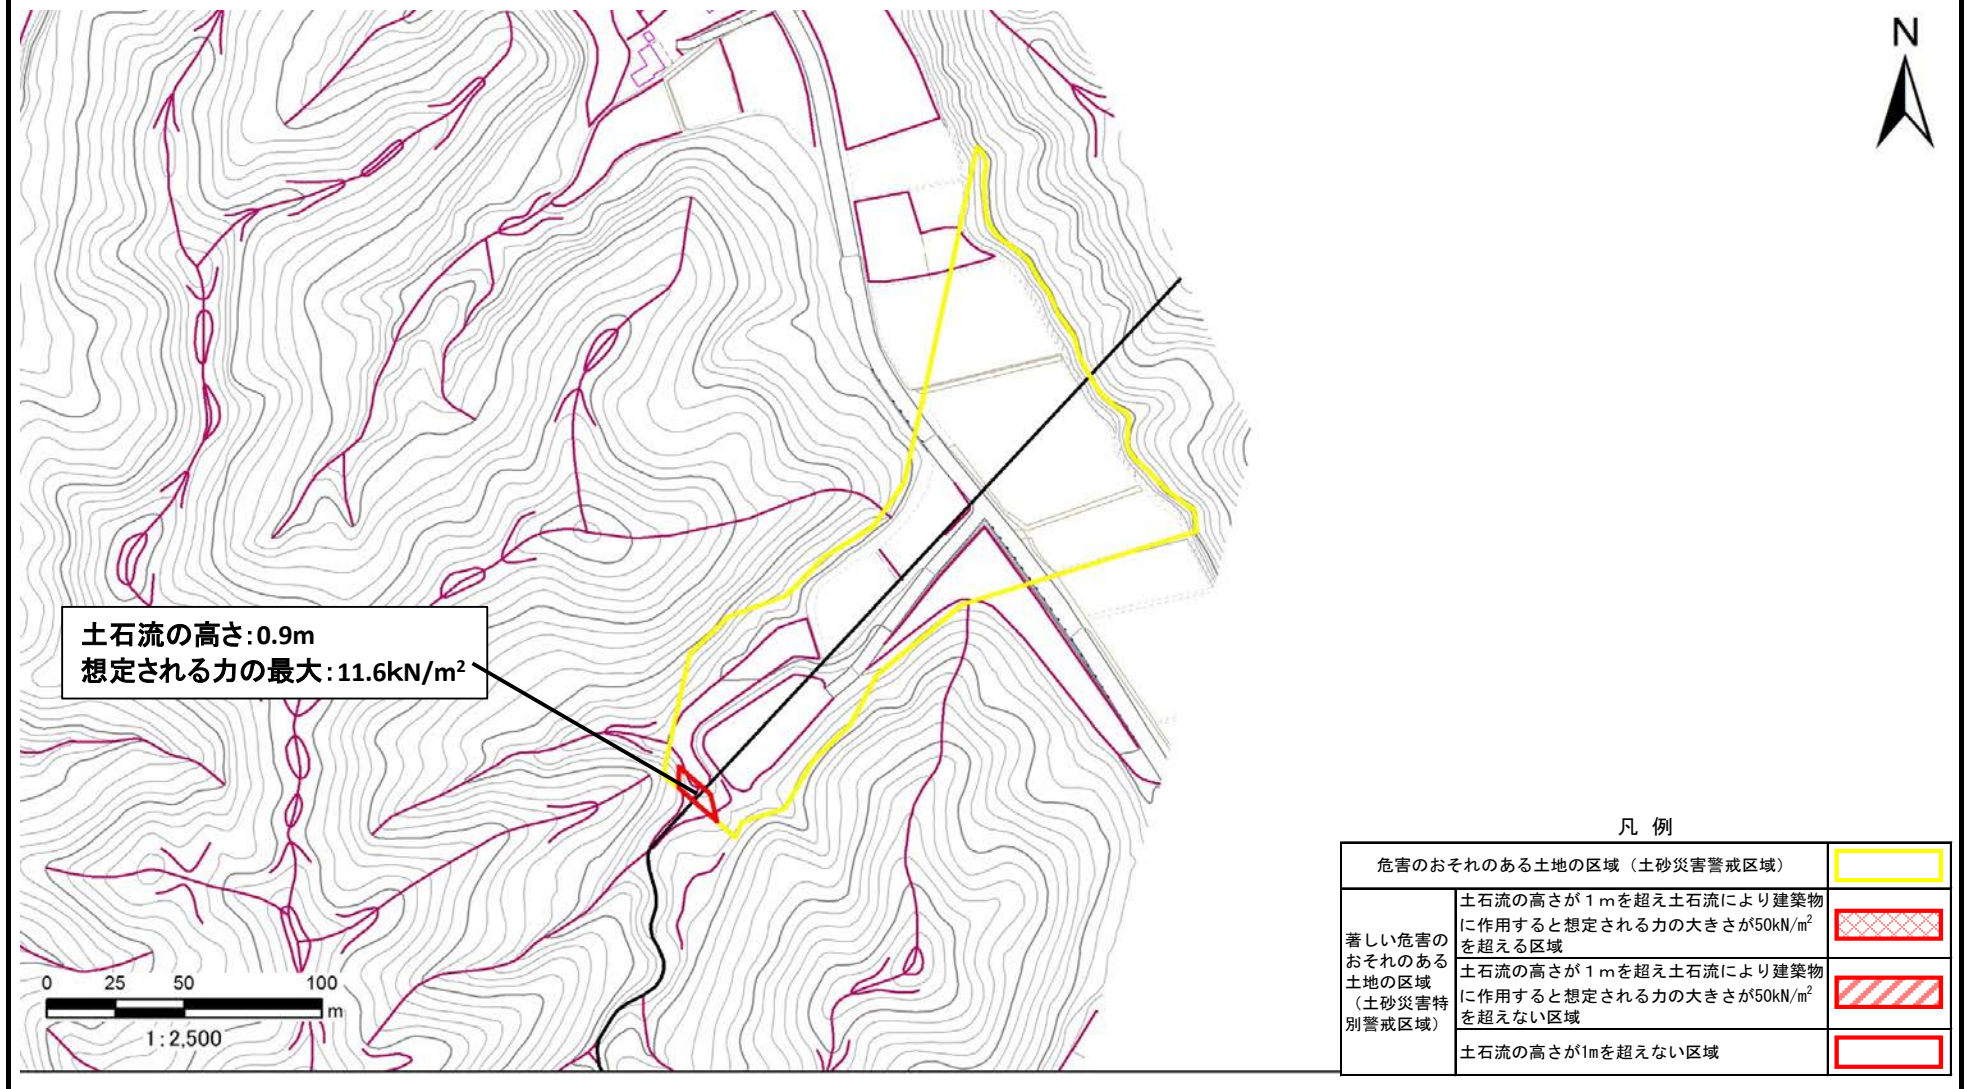 N
土石流の高さ:0.9m
想定される力の最大:11.6kN/m²
凡 例
危害のおそれのある土地の区域（土砂災害警戒区域）
著しい危害の
おそれのある
土地の区域
（土砂災害特
別警戒区域）
土石流の高さが１ｍを超え土石流により建築物
に作用すると想定される力の大きさが50kN/m²
を超える区域
土石流の高さが１ｍを超え土石流により建築物
に作用すると想定される力の大きさが50kN/m²
を超えない区域
土石流の高さが1mを超えない区域
0 25 50 100
m
1:2,500